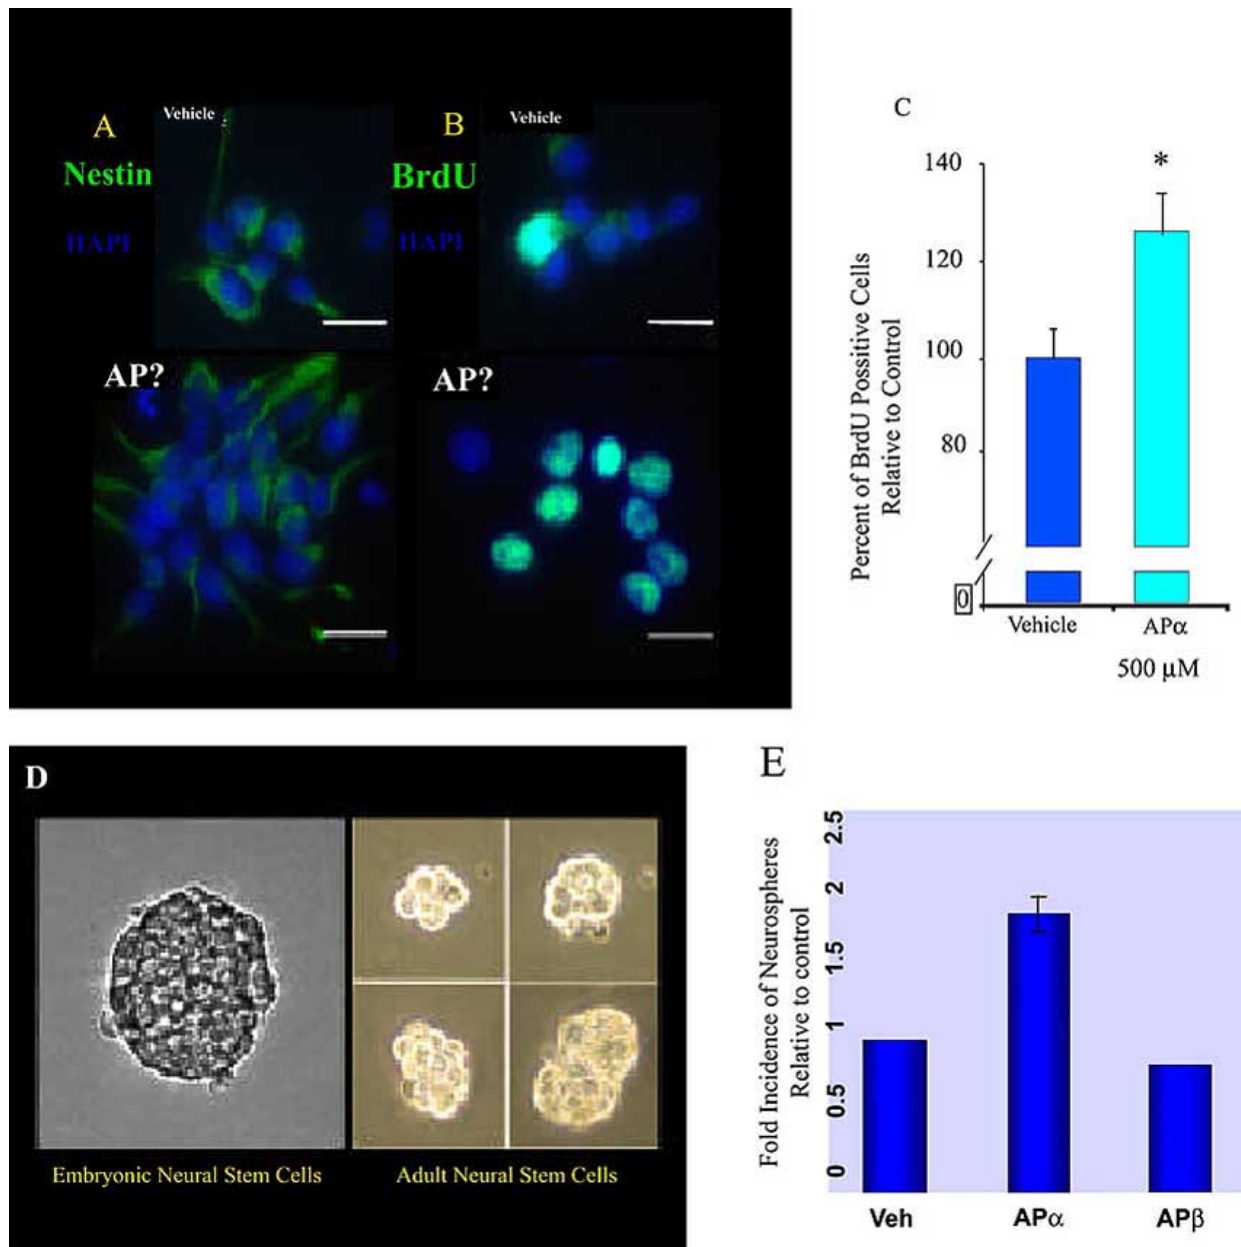 A
Vehicle
Nestin
HAPI
AP?
B
Vehicle
BrdU
HAPI
AP?
C
Percent of BrdU Possitive Cells
Relative to Control
140
120
100
80
0
*
Vehicle
APα
500 µM
D
Embryonic Neural Stem Cells
Adult Neural Stem Cells
E
Fold Incidence of Neurospheres
Relative to control
2.5
2
1.5
1
0.5
0
Veh
APα
APβ